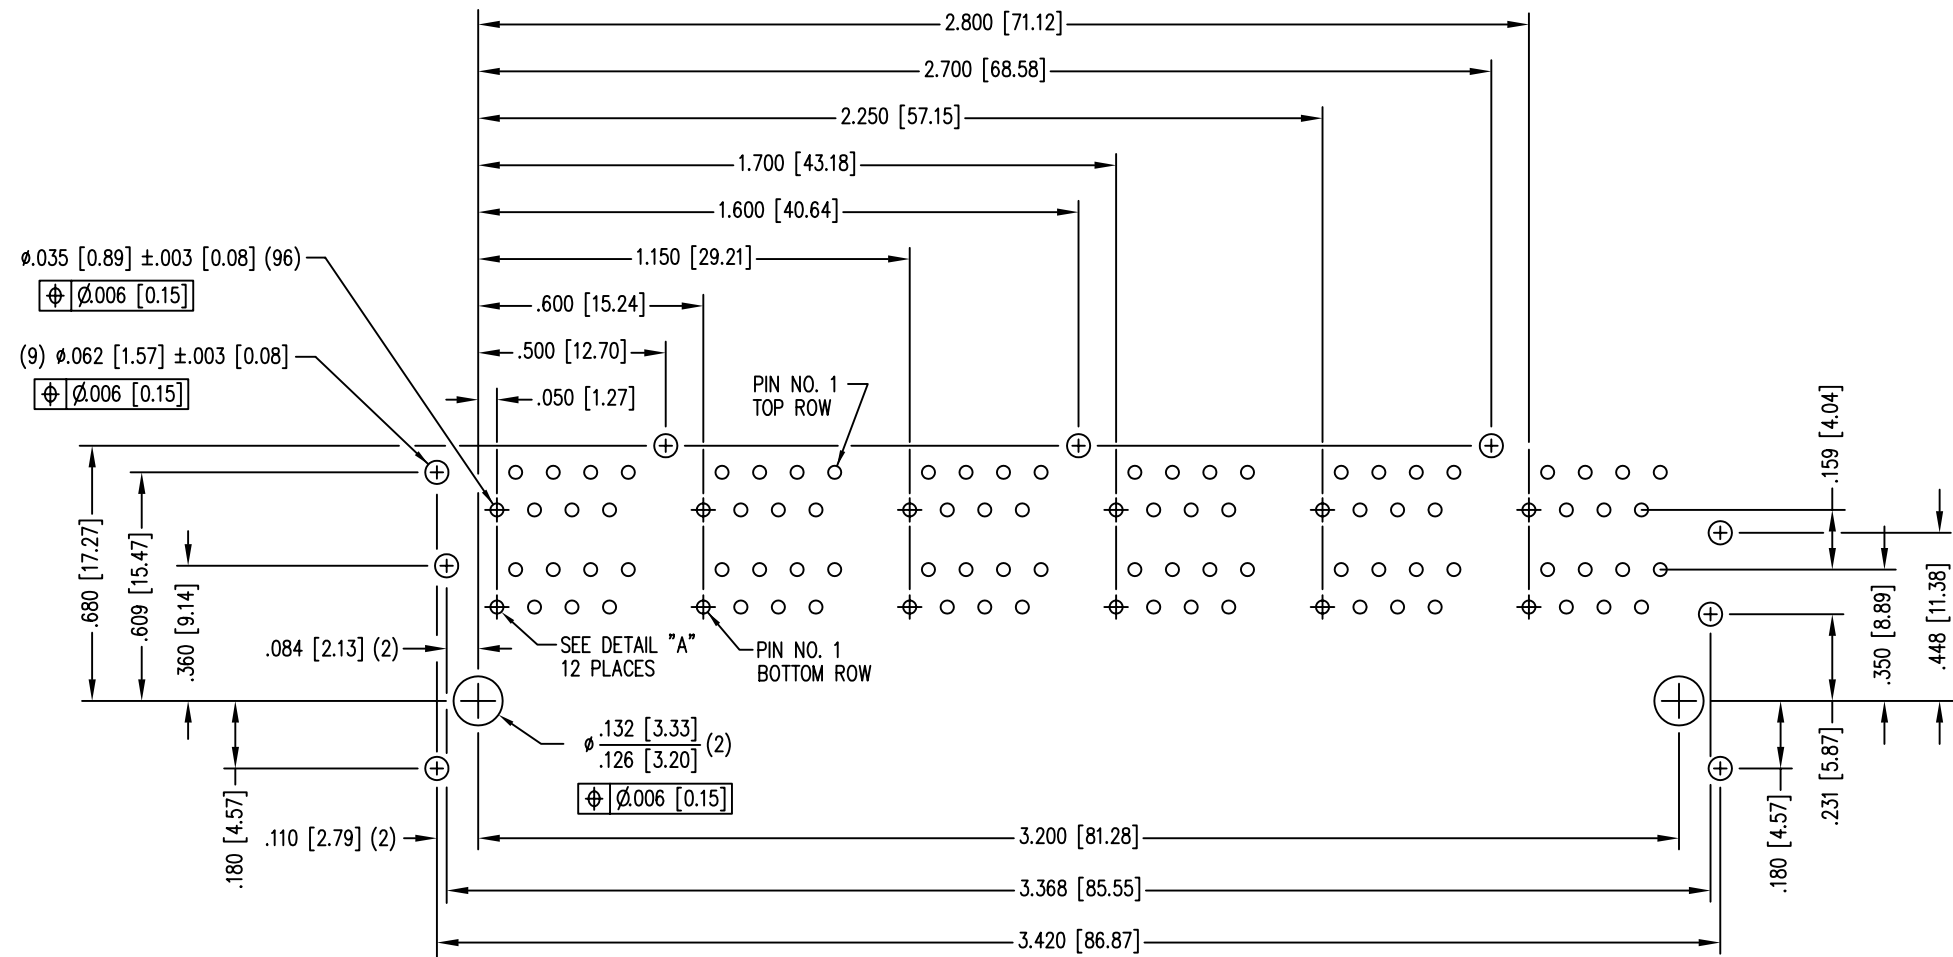 2.800 [71.12]
2.700 [68.58]
2.250 [57.15]
1.700 [43.18]
1.600 [40.64]
1.150 [29.21]
.600 [15.24]
.500 [12.70]
.050 [1.27]
ø.035 [0.89] ±.003 [0.08] (96)
⌖ Ø.006 [0.15]
(9) ø.062 [1.57] ±.003 [0.08]
⌖ Ø.006 [0.15]
PIN NO. 1
TOP ROW
.159 [4.04]
.680 [17.27]
.609 [15.47]
.360 [9.14]
.084 [2.13] (2)
SEE DETAIL "A"
12 PLACES
PIN NO. 1
BOTTOM ROW
.350 [8.89]
.448 [11.38]
.231 [5.87]
ø .132 [3.33] (2)
.126 [3.20]
⌖ Ø.006 [0.15]
.180 [4.57]
.110 [2.79] (2)
.180 [4.57]
3.200 [81.28]
3.368 [85.55]
3.420 [86.87]